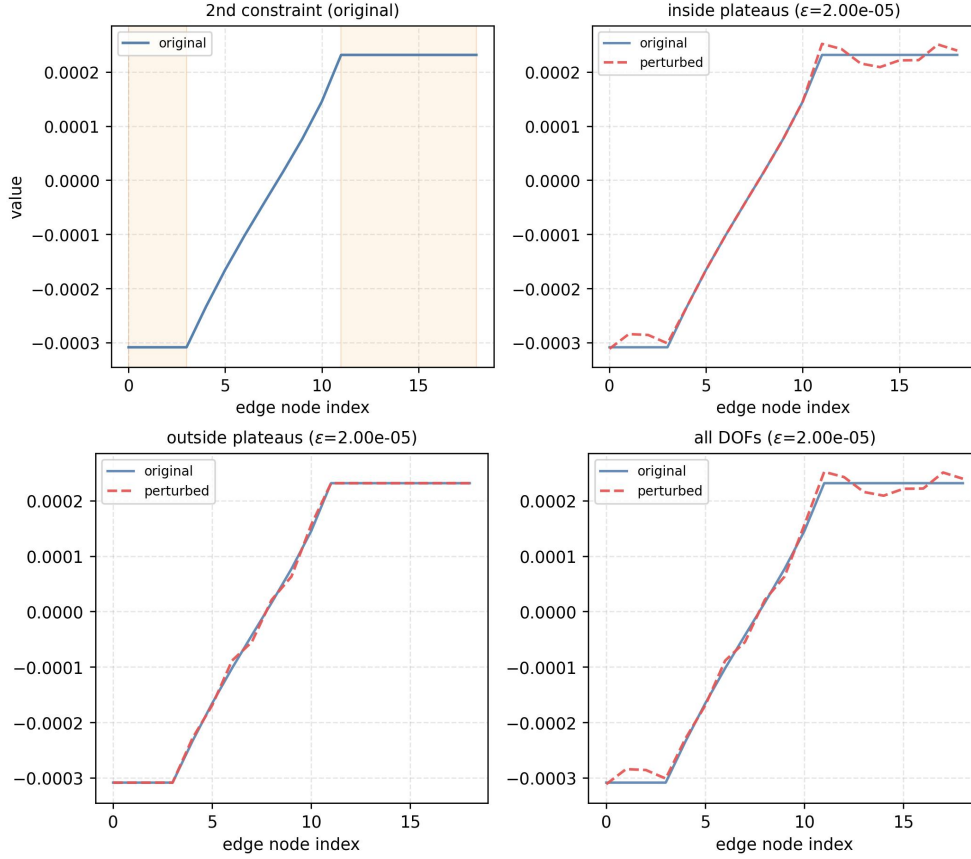 2nd constraint (original)
original
value
0.0002
0.0001
0.0000
−0.0001
−0.0002
−0.0003
0
5
10
15
edge node index
inside plateaus (ε=2.00e-05)
original
perturbed
0.0002
0.0001
0.0000
−0.0001
−0.0002
−0.0003
0
5
10
15
edge node index
outside plateaus (ε=2.00e-05)
original
perturbed
0.0002
0.0001
0.0000
−0.0001
−0.0002
−0.0003
0
5
10
15
edge node index
all DOFs (ε=2.00e-05)
original
perturbed
0.0002
0.0001
0.0000
−0.0001
−0.0002
−0.0003
0
5
10
15
edge node index